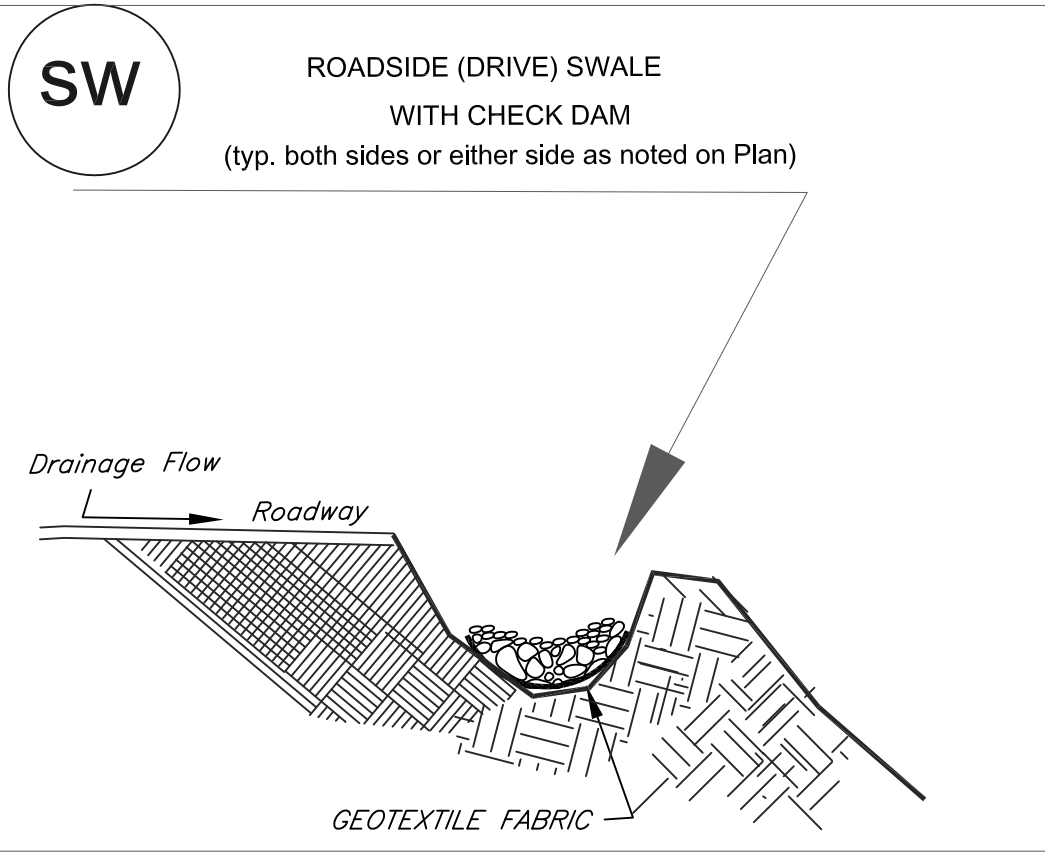 SW
ROADSIDE (DRIVE) SWALE
WITH CHECK DAM
(typ. both sides or either side as noted on Plan)
Drainage Flow
Roadway
GEOTEXTILE FABRIC